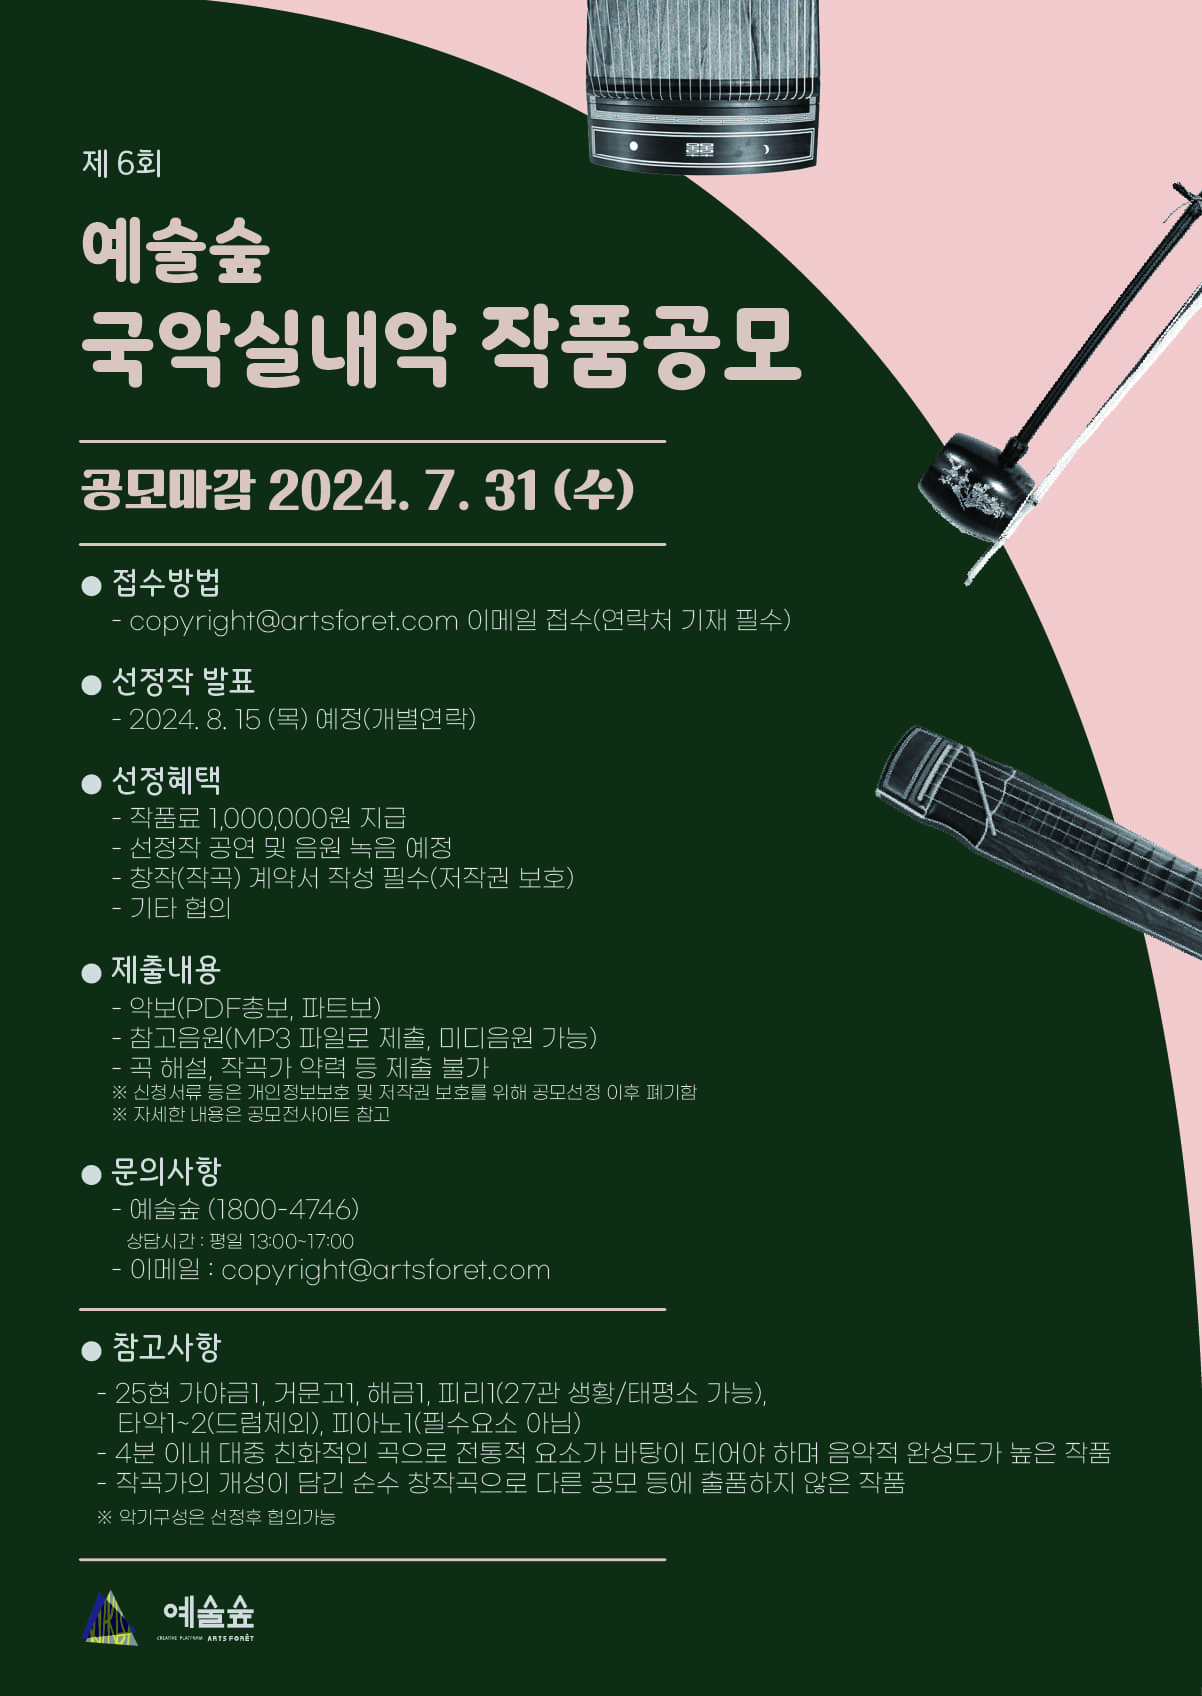 제 6회
예술숲
국악실내악 작품공모
공모마감 2024. 7. 31 (수)
● 접수방법
- copyright@artsforet.com 이메일 접수(연락처 기재 필수)
● 선정작 발표
- 2024. 8. 15 (목) 예정(개별연락)
● 선정혜택
- 작품료 1,000,000원 지급
- 선정작 공연 및 음원 녹음 예정
- 창작(작곡) 계약서 작성 필수(저작권 보호)
- 기타 협의
● 제출내용
- 악보(PDF총보, 파트보)
- 참고음원(MP3 파일로 제출, 미디음원 가능)
- 곡 해설, 작곡가 약력 등 제출 불가
※ 신청서류 등은 개인정보보호 및 저작권 보호를 위해 공모선정 이후 폐기함
※ 자세한 내용은 공모전사이트 참고
● 문의사항
- 예술숲 (1800-4746)
상담시간 : 평일 13:00~17:00
- 이메일 : copyright@artsforet.com
● 참고사항
- 25현 가야금1, 거문고1, 해금1, 피리1(27관 생황/태평소 가능),
타악1~2(드럼제외), 피아노1(필수요소 아님)
- 4분 이내 대중 친화적인 곡으로 전통적 요소가 바탕이 되어야 하며 음악적 완성도가 높은 작품
- 작곡가의 개성이 담긴 순수 창작곡으로 다른 공모 등에 출품하지 않은 작품
※ 악기구성은 선정후 협의가능
예술숲
CREATIVE PLATFORM ARTS FORÊT